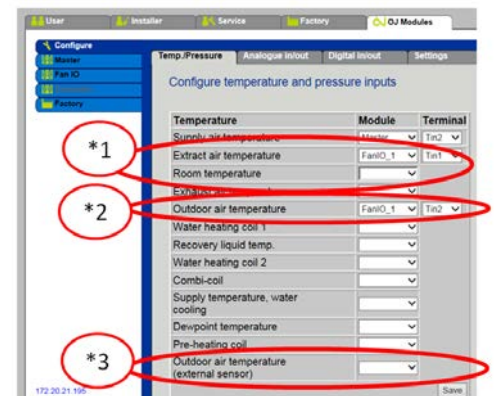 User Installer Service Factory OJ Modules
Configure
Master
Fan IO
Factory
Temp./Pressure Analogue in/out Digital in/out Settings
Configure temperature and pressure inputs
Temperature Module Terminal
Supply air temperature Master Tin2
Extract air temperature FanIO_1 Tin1
Room temperature
Exhaust
Outdoor air temperature FanIO_1 Tin2
Water heating coil 1
Recovery liquid temp.
Water heating coil 2
Combi-coil
Supply temperature, water
cooling
Dewpoint temperature
Pre-heating coil
Outdoor air temperature
(external sensor)
Save
*1
*2
*3
172.20.21.195